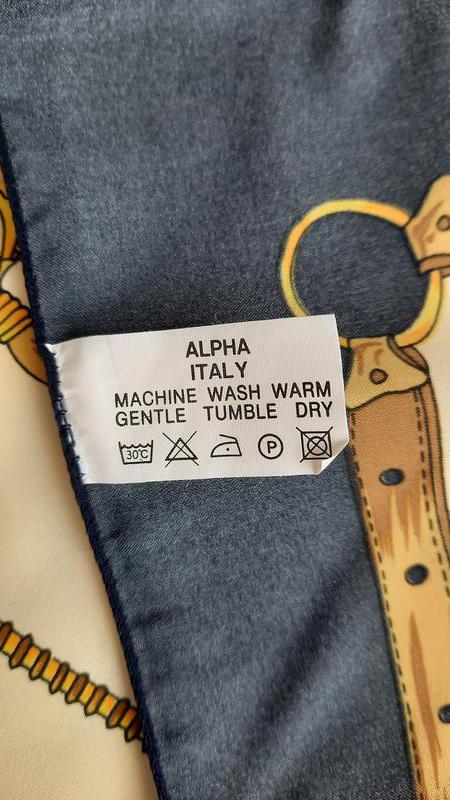 ALPHA
ITALY
MACHINE WASH WARM
GENTLE TUMBLE DRY
30°C P